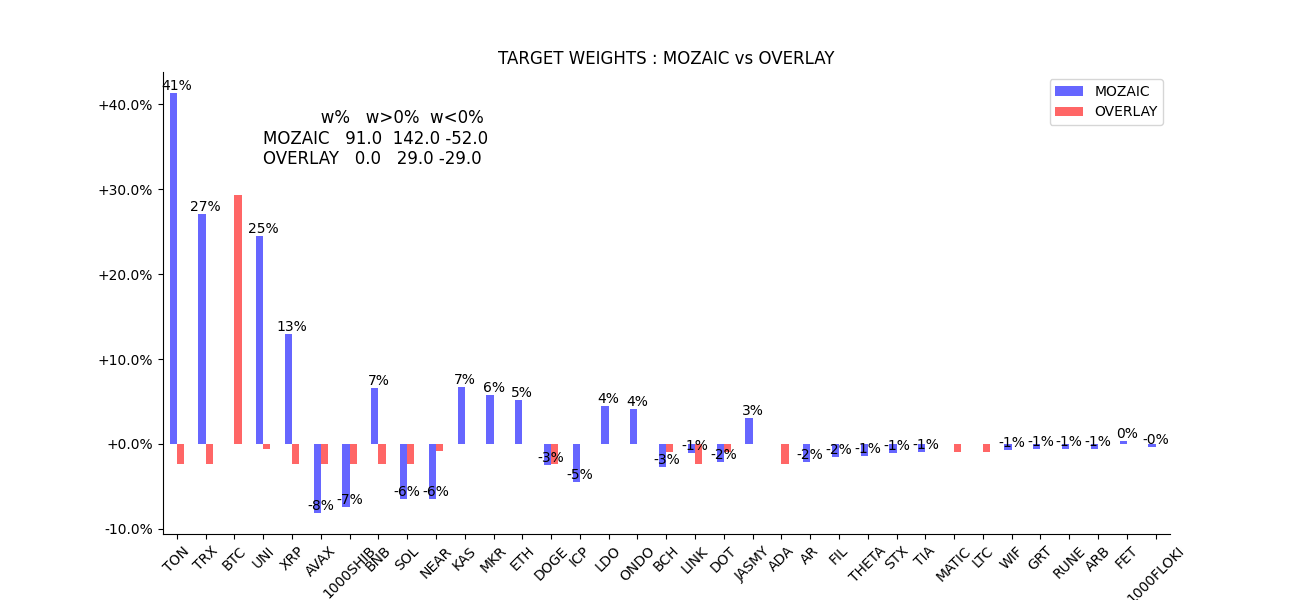 TARGET WEIGHTS : MOZAIC vs OVERLAY
MOZAIC
OVERLAY
w% w>0% w<0%
MOZAIC 91.0 142.0 -52.0
OVERLAY 0.0 29.0 -29.0
+40.0%
+30.0%
+20.0%
+10.0%
+0.0%
-10.0%
41%
27%
25%
13%
-8%
-7%
7%
-6%
-6%
7%
6%
5%
-3%
-5%
4%
4%
-3%
-1%
-2%
3%
-2%
-2%
-1%
-1%
-1%
-1%
-1%
-1%
-1%
0%
-0%
TON
TRX
BTC
UNI
XRP
AVAX
1000SHIB
BNB
SOL
NEAR
KAS
MKR
ETH
DOGE
ICP
LDO
ONDO
BCH
LINK
DOT
JASMY
ADA
AR
FIL
THETA
STX
TIA
MATIC
LTC
WIF
GRT
RUNE
ARB
FET
1000FLOKI